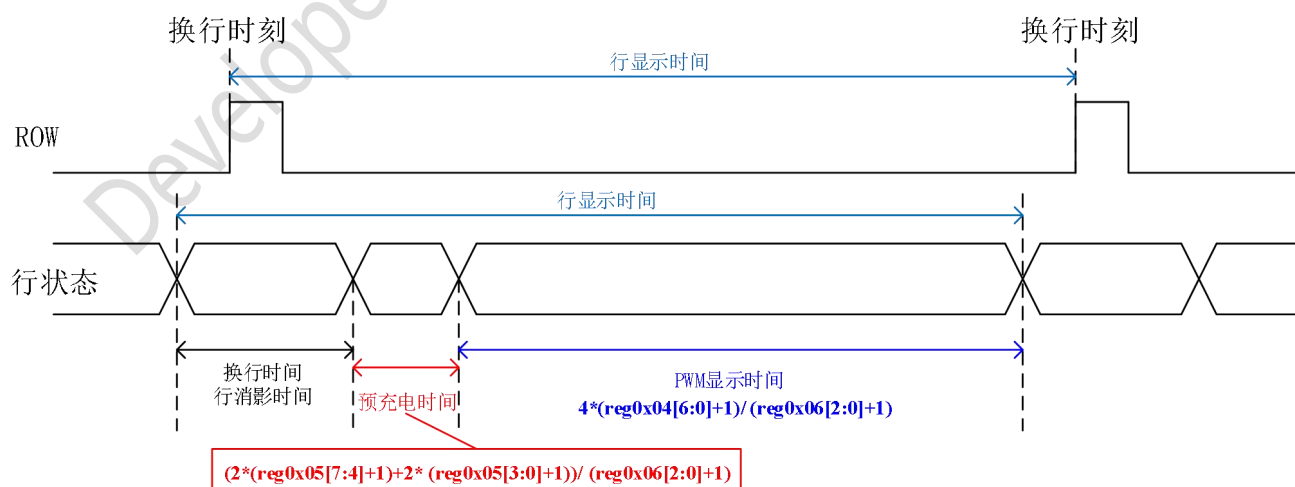 换行时刻 换行时刻
行显示时间
ROW
行显示时间
行状态
换行时间
行消影时间
预充电时间
PWM显示时间
4*(reg0x04[6:0]+1)/(reg0x06[2:0]+1)
(2*(reg0x05[7:4]+1)+2* (reg0x05[3:0]+1))/ (reg0x06[2:0]+1)
Develope